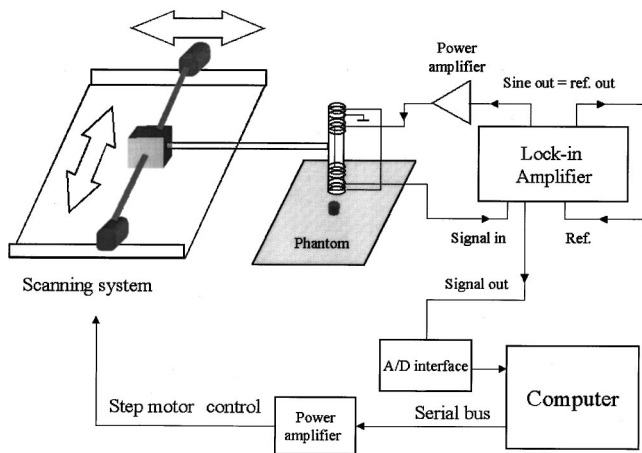 Power
amplifier
Sine out = ref. out
Lock-in
Amplifier
Phantom
Signal in
Ref.
Scanning system
Signal out
A/D interface
Computer
Step motor control
Power
amplifier
Serial bus